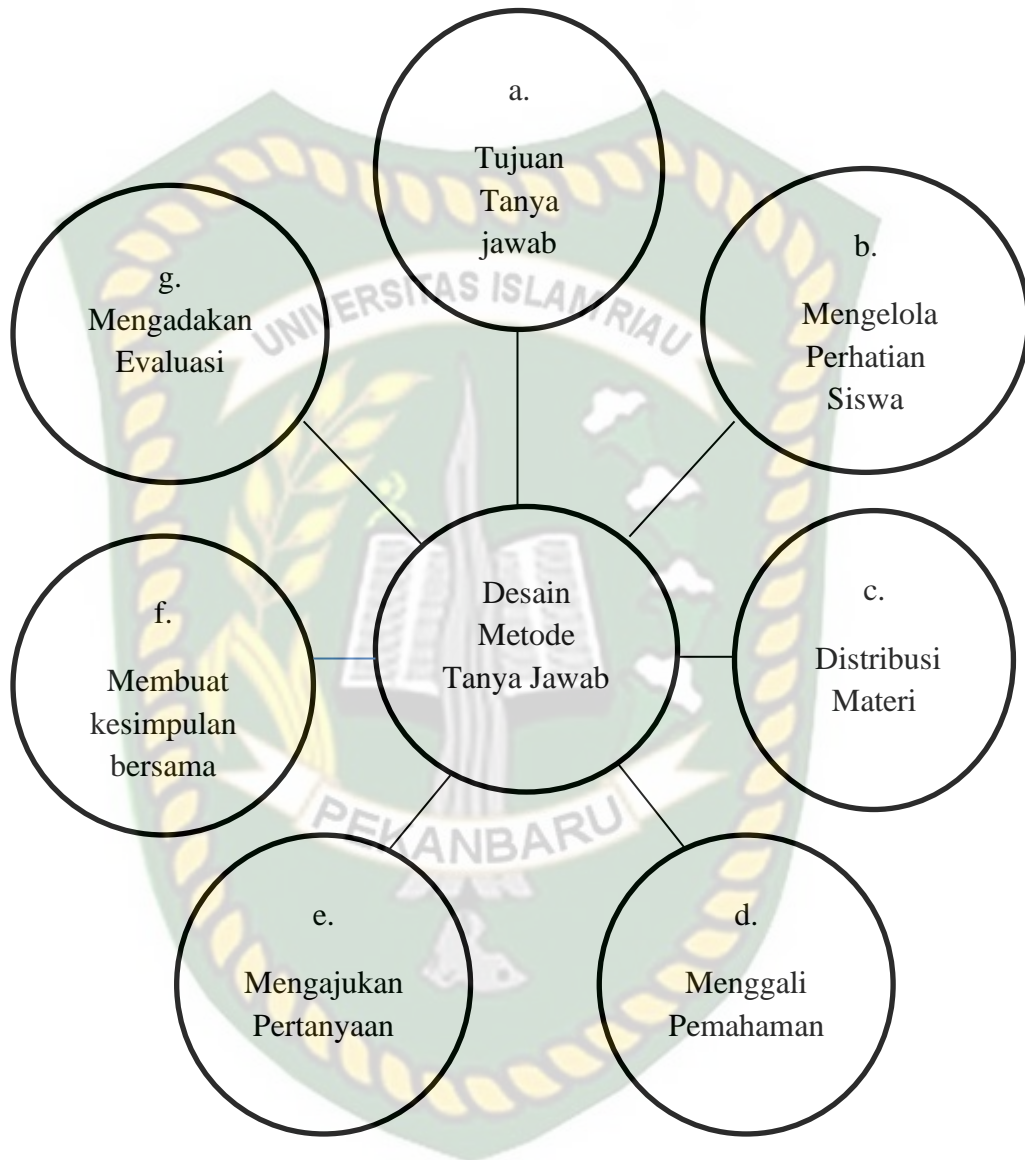 a.
Tujuan
Tanya
jawab
b.
Mengelola
Perhatian
Siswa
c.
Distribusi
Materi
d.
Menggali
Pemahaman
e.
Mengajukan
Pertanyaan
f.
Membuat
kesimpulan
bersama
g.
Mengadakan
Evaluasi
Desain
Metode
Tanya Jawab
UNIVERSITAS ISLAM RIAU
PEKANBARU